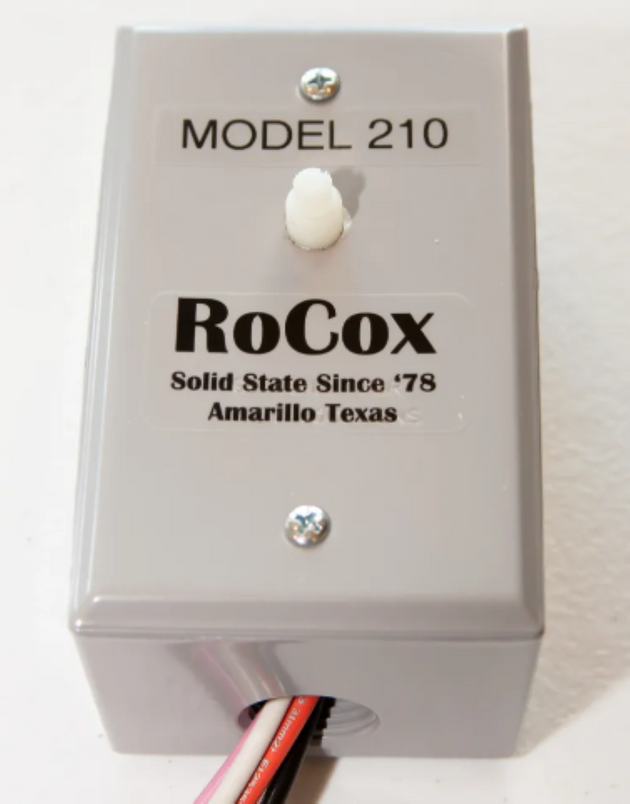 MODEL 210
RoCox
Solid State Since ‘78
Amarillo Texas